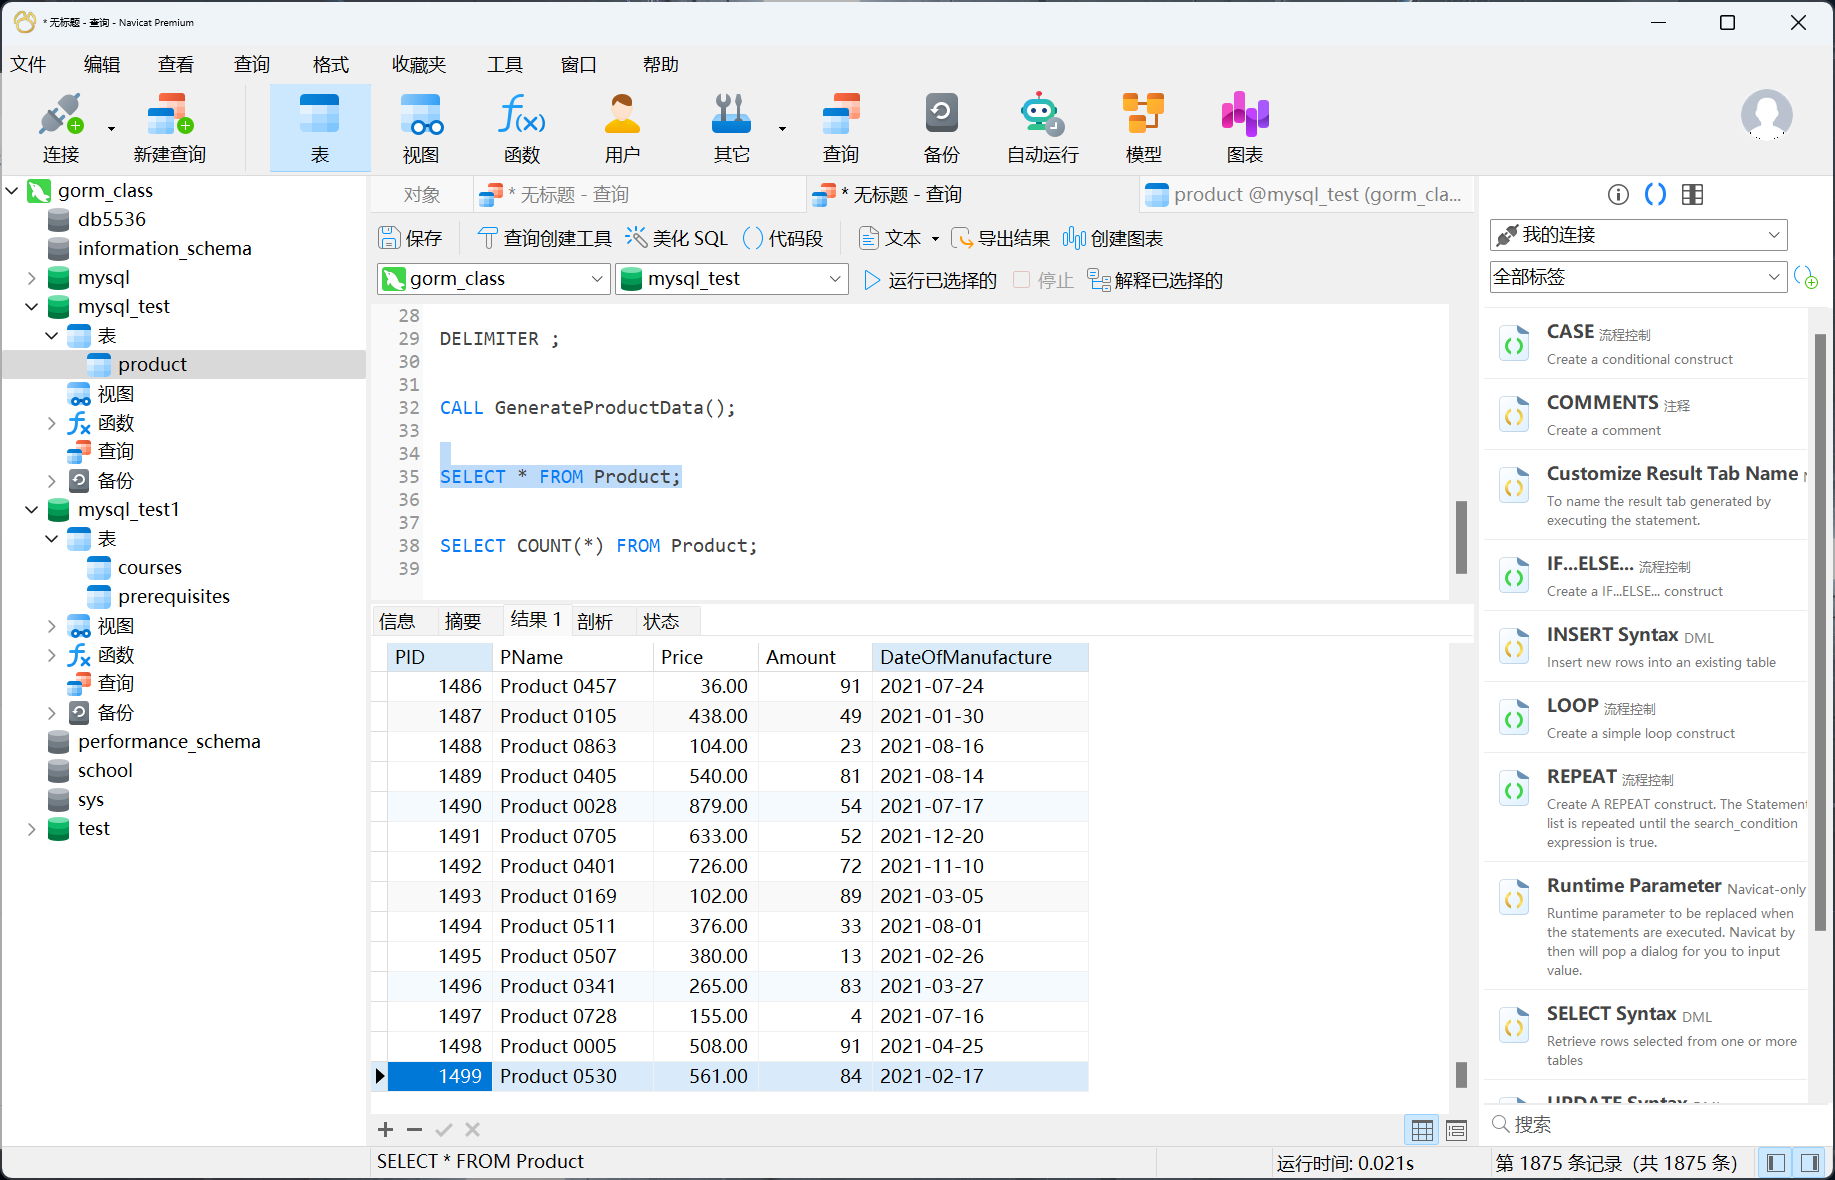 * 无标题 - 查询 - Navicat Premium
文件 编辑 查看 查询 格式 收藏夹 工具 窗口 帮助
连接 新建查询 表 视图 函数 用户 其它 查询 备份 自动运行 模型 图表
gorm_class
db5536
information_schema
mysql
mysql_test
表
product
视图
函数
查询
备份
mysql_test1
表
courses
prerequisites
视图
函数
查询
备份
performance_schema
school
sys
test
对象 * 无标题 - 查询 * 无标题 - 查询 product @mysql_test (gorm_cla...
保存 查询创建工具 美化 SQL () 代码段 文本 导出结果 创建图表
gorm_class mysql_test 运行已选择的 停止 解释已选择的
28
29 DELIMITER ;
30
31
32 CALL GenerateProductData();
33
34
35 SELECT * FROM Product;
36
37
38 SELECT COUNT(*) FROM Product;
39
信息 摘要 结果 1 剖析 状态
PID PName Price Amount DateOfManufacture
1486 Product 0457 36.00 91 2021-07-24
1487 Product 0105 438.00 49 2021-01-30
1488 Product 0863 104.00 23 2021-08-16
1489 Product 0405 540.00 81 2021-08-14
1490 Product 0028 879.00 54 2021-07-17
1491 Product 0705 633.00 52 2021-12-20
1492 Product 0401 726.00 72 2021-11-10
1493 Product 0169 102.00 89 2021-03-05
1494 Product 0511 376.00 33 2021-08-01
1495 Product 0507 380.00 13 2021-02-26
1496 Product 0341 265.00 83 2021-03-27
1497 Product 0728 155.00 4 2021-07-16
1498 Product 0005 508.00 91 2021-04-25
1499 Product 0530 561.00 84 2021-02-17
SELECT * FROM Product
运行时间: 0.021s
第 1875 条记录 (共 1875 条)
我的连接
全部标签
CASE 流程控制
Create a conditional construct
COMMENTS 注释
Create a comment
Customize Result Tab Name
To name the result tab generated by
executing the statement.
IF...ELSE... 流程控制
Create a IF...ELSE... construct
INSERT Syntax DML
Insert new rows into an existing table
LOOP 流程控制
Create a simple loop construct
REPEAT 流程控制
Create A REPEAT construct. The Statement
list is repeated until the search_condition
expression is true.
Runtime Parameter Navicat-only
Runtime parameter to be replaced when
the statements are executed. Navicat by
then will pop a dialog for you to input
value.
SELECT Syntax DML
Retrieve rows selected from one or more
tables
UPDATE Syntax
搜索